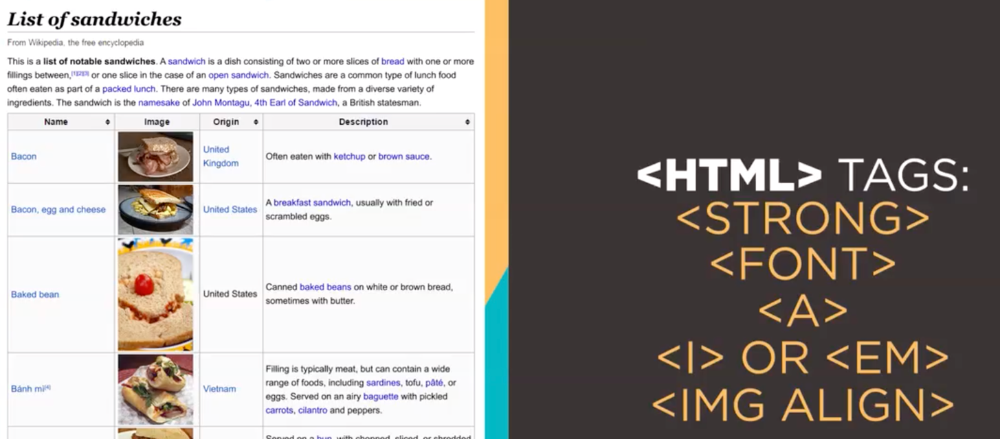 List of sandwiches
From Wikipedia, the free encyclopedia
This is a list of notable sandwiches. A sandwich is a dish consisting of two or more slices of bread with one or more
fillings between,[1][2][3] or one slice in the case of an open sandwich. Sandwiches are a common type of lunch food
often eaten as part of a packed lunch. There are many types of sandwiches, made from a diverse variety of
ingredients. The sandwich is the namesake of John Montagu, 4th Earl of Sandwich, a British statesman.
Name Image Origin Description
Bacon
United
Kingdom
Often eaten with ketchup or brown sauce.
Bacon, egg and cheese
United States
A breakfast sandwich, usually with fried or
scrambled eggs.
Baked bean
United States
Canned baked beans on white or brown bread,
sometimes with butter.
Bánh mì[4]
Vietnam
Filling is typically meat, but can contain a wide
range of foods, including sardines, tofu, pâté, or
eggs. Served on an airy baguette with pickled
carrots, cilantro and peppers.
Served on a bun, with chopped, sliced, or shredded
<HTML> TAGS:
<STRONG>
<FONT>
<A>
<I> OR <EM>
<IMG ALIGN>